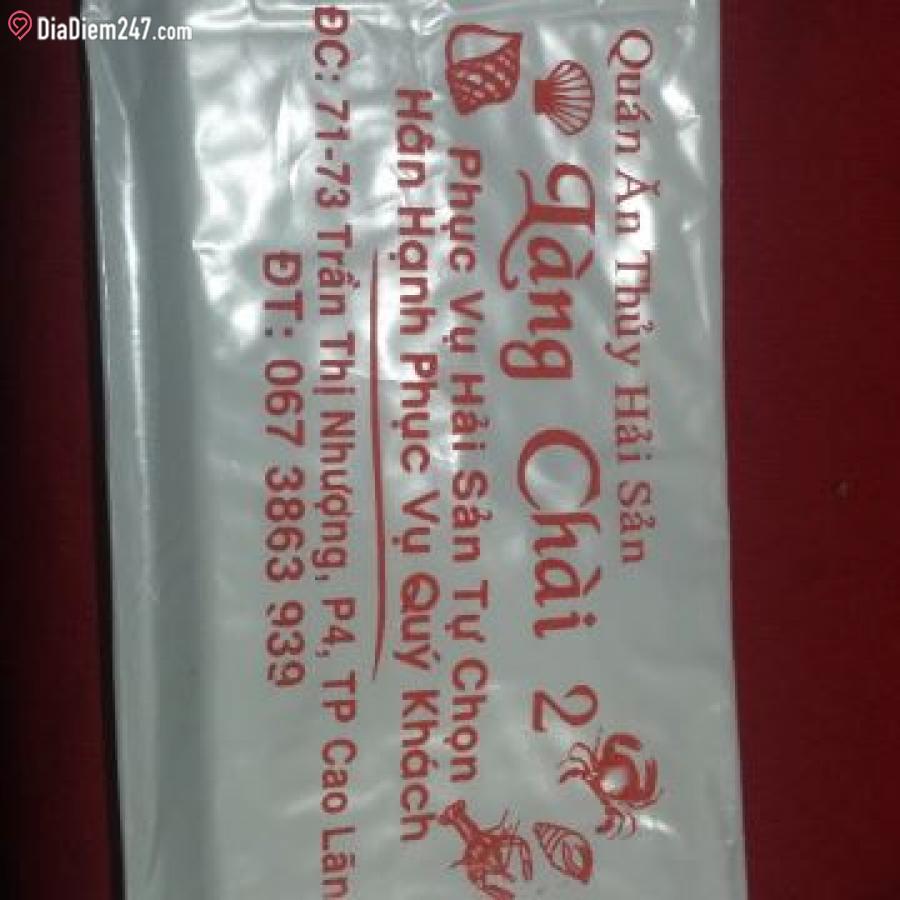 DiaDiem247.com
Quán Ăn Thủy Hải Sản
Làng Chài 2
Phục Vụ Hải Sản Tự Chọn
Hân Hạnh Phục Vụ Quý Khách
ĐC: 71-73 Trần Thị Nhượng, P4, TP Cao Lãn
ĐT: 067 3863 939